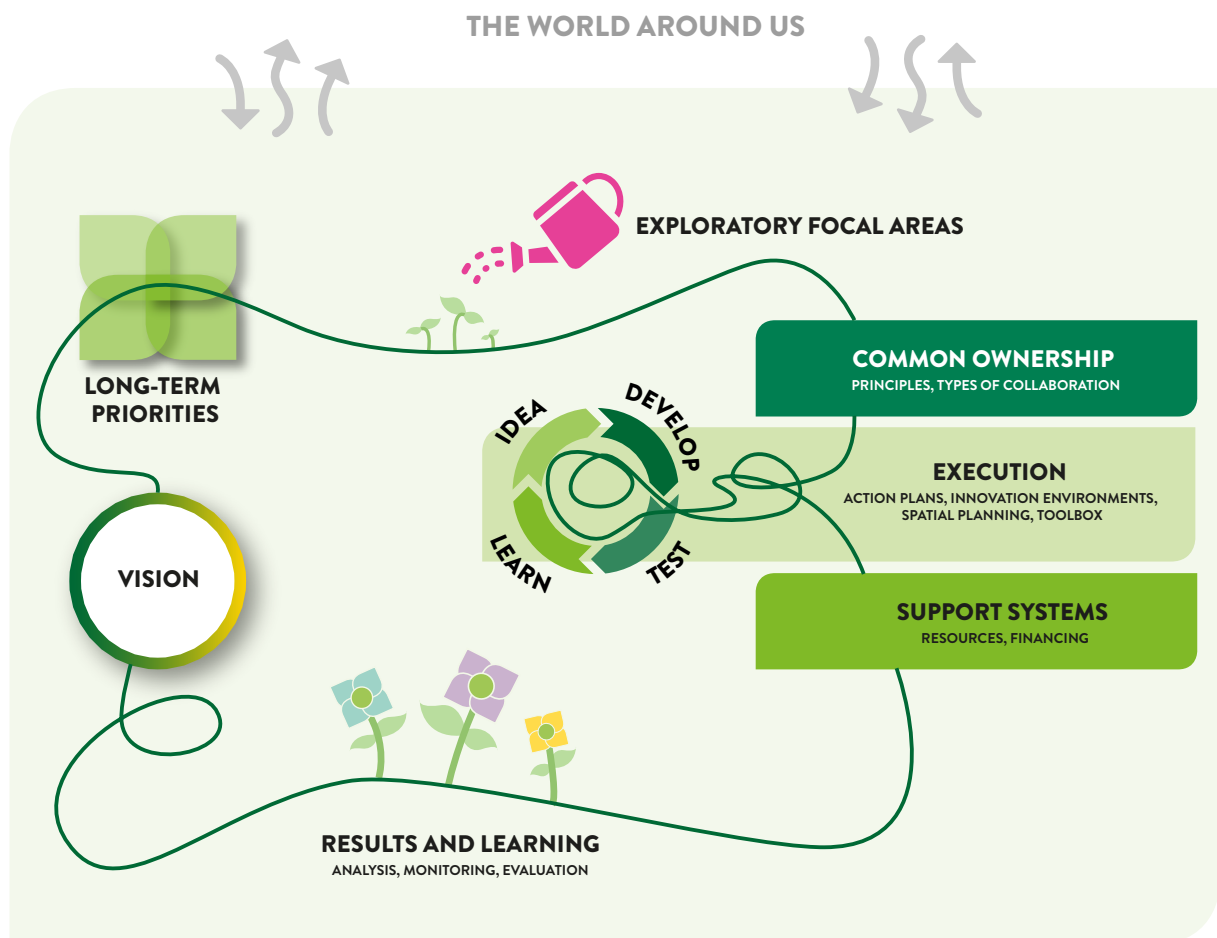 THE WORLD AROUND US
EXPLORATORY FOCAL AREAS
LONG-TERM
PRIORITIES
COMMON OWNERSHIP
PRINCIPLES, TYPES OF COLLABORATION
IDEA
DEVELOP
EXECUTION
ACTION PLANS, INNOVATION ENVIRONMENTS,
SPATIAL PLANNING, TOOLBOX
LEARN
TEST
VISION
SUPPORT SYSTEMS
RESOURCES, FINANCING
RESULTS AND LEARNING
ANALYSIS, MONITORING, EVALUATION